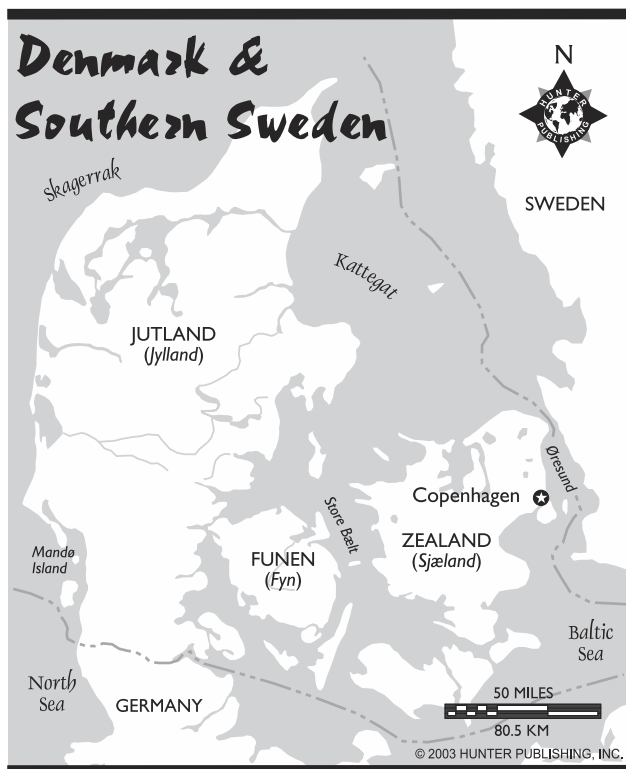 Denmark &
Southern Sweden
N
HUNTER
PUBLISHING
Skagerrak
SWEDEN
Kattegat
JUTLAND
(Jylland)
Øresund
Copenhagen
Store Bælt
ZEALAND
(Sjæland)
Mandø
Island
FUNEN
(Fyn)
Baltic
Sea
North
Sea
GERMANY
50 MILES
80.5 KM
© 2003 HUNTER PUBLISHING, INC.